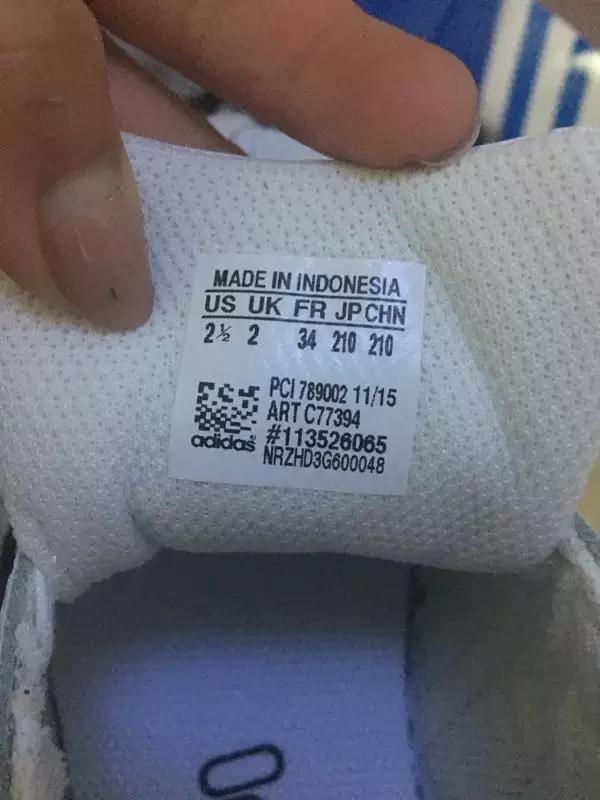 MADE IN INDONESIA
US UK FR JP CHN
2½ 2 34 210 210
PCI 789002 11/15
ART C77394
#113526065
adidas
NRZHD3G600048